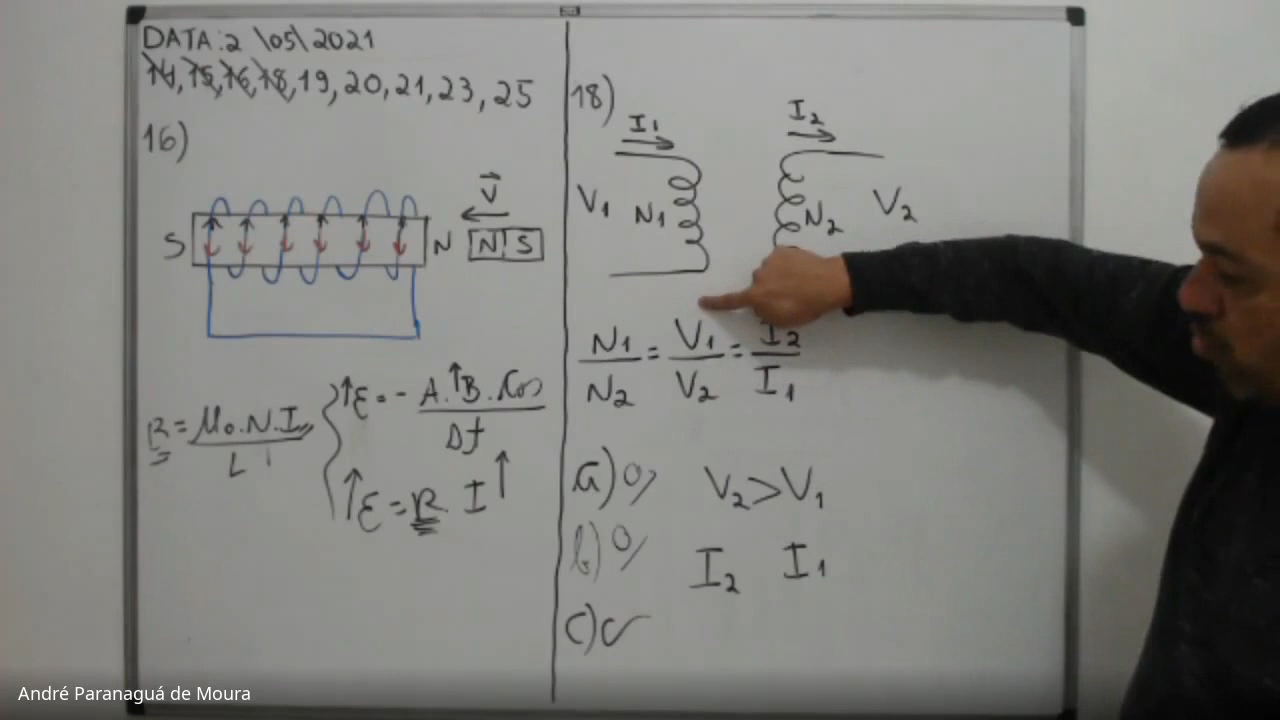 DATA: 2 \05\ 2021
14, 15, 16, 18, 19, 20, 21, 23, 25
16)
S N N S V
B = μ0.N.I
L
ε = - A.B.Cos
Δt
ε = R. I
18)
I1 I2
V1 N1 N2 V2
N1 = V1 = I2
N2 V2 I1
a) V2 > V1
b) I2 I1
c)
André Paranaguá de Moura